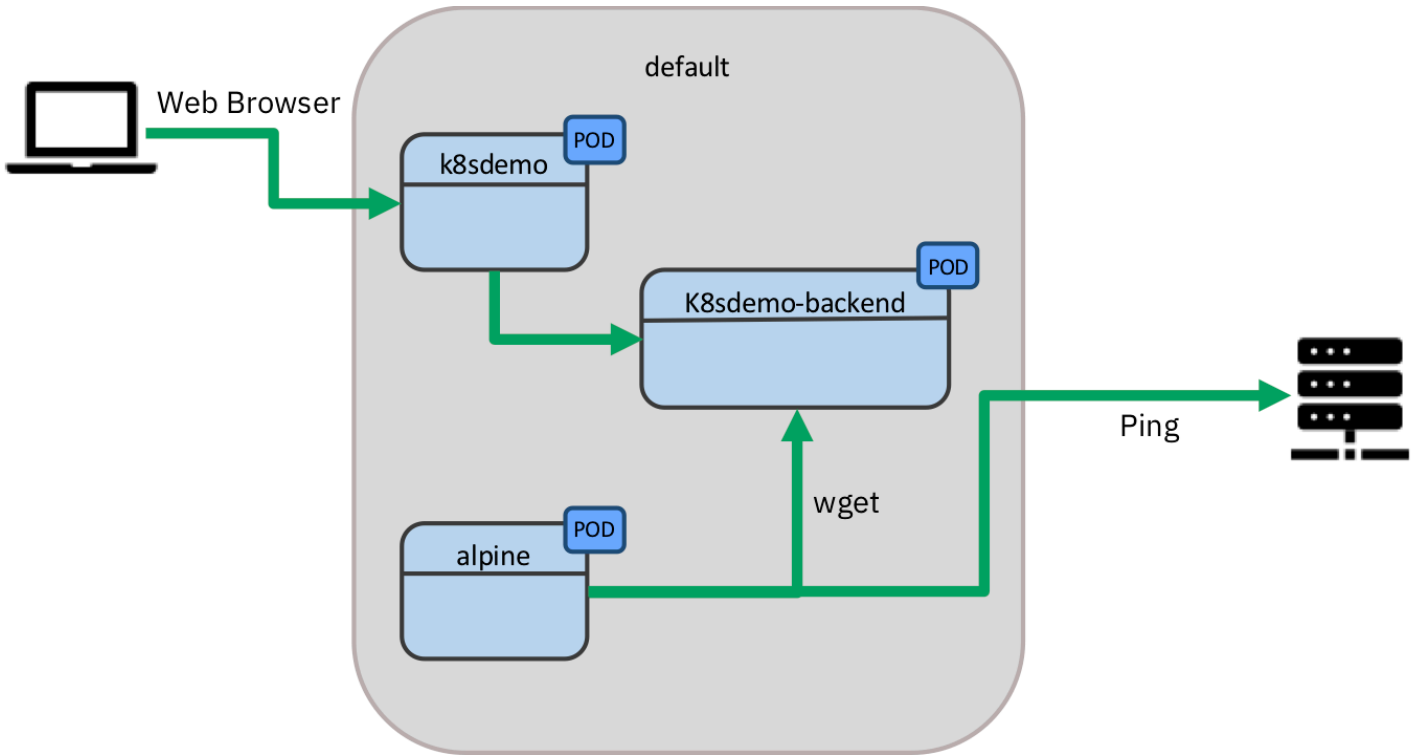 default
Web Browser
POD
k8sdemo
POD
K8sdemo-backend
Ping
wget
POD
alpine